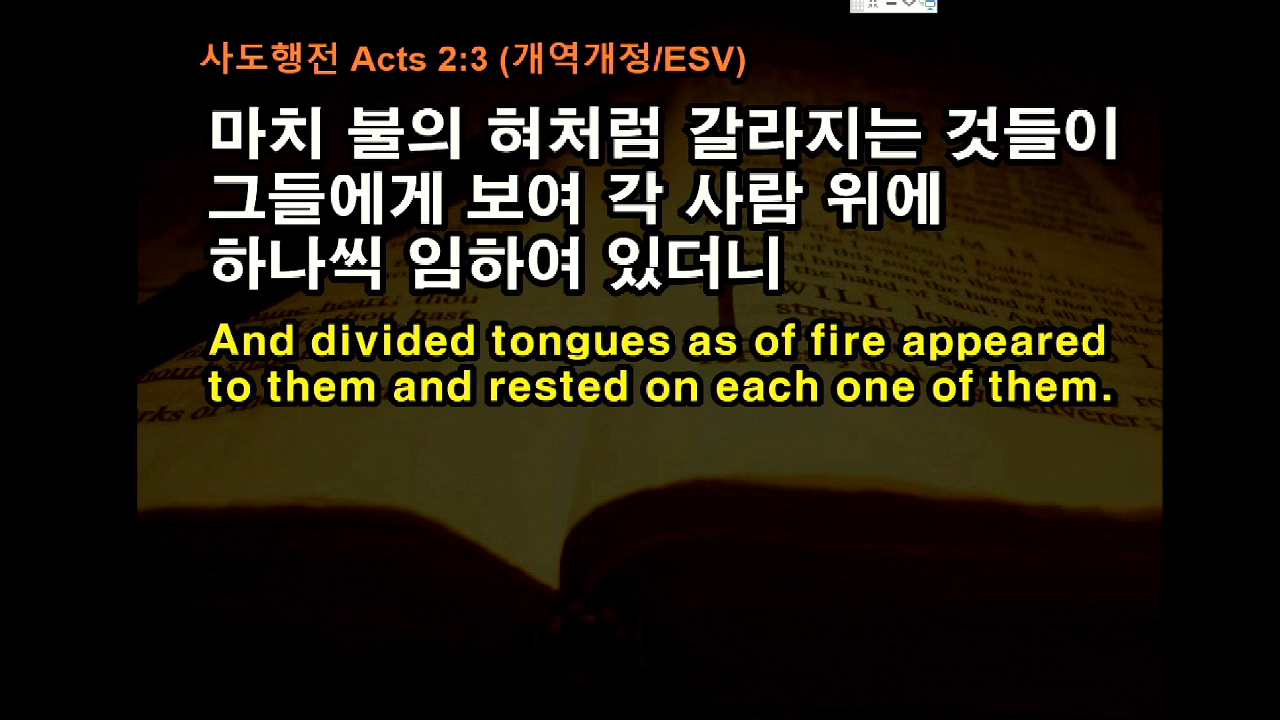 사도행전 Acts 2:3 (개역개정/ESV)
마치 불의 혀처럼 갈라지는 것들이
그들에게 보여 각 사람 위에
하나씩 임하여 있더니
And divided tongues as of fire appeared
to them and rested on each one of them.